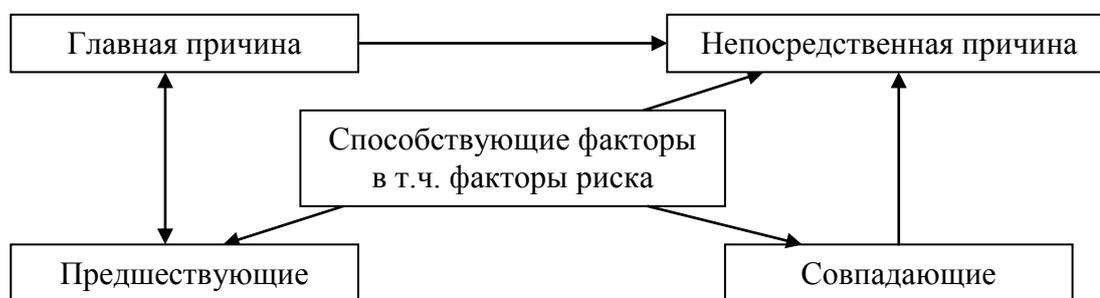 Главная причина
Непосредственная причина
Способствующие факторы
в т.ч. факторы риска
Предшествующие
Совпадающие